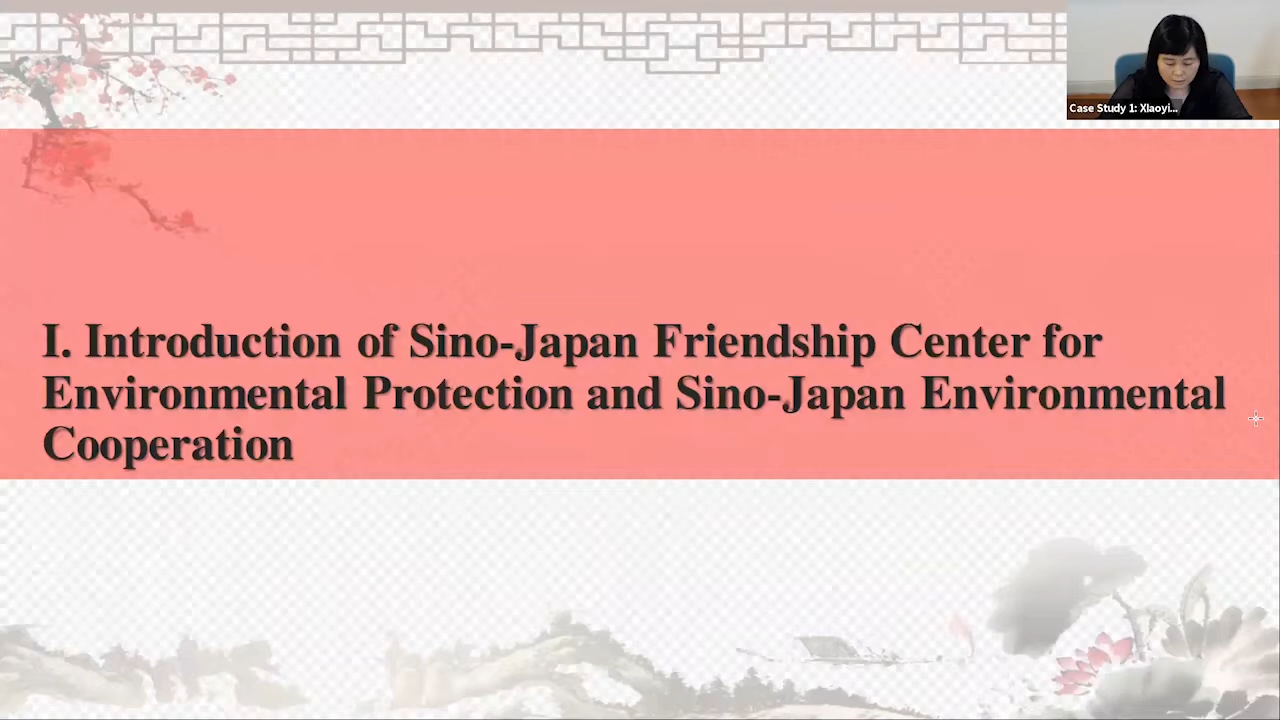 Case Study 1: Xiaoyi...
I. Introduction of Sino-Japan Friendship Center for
Environmental Protection and Sino-Japan Environmental
Cooperation